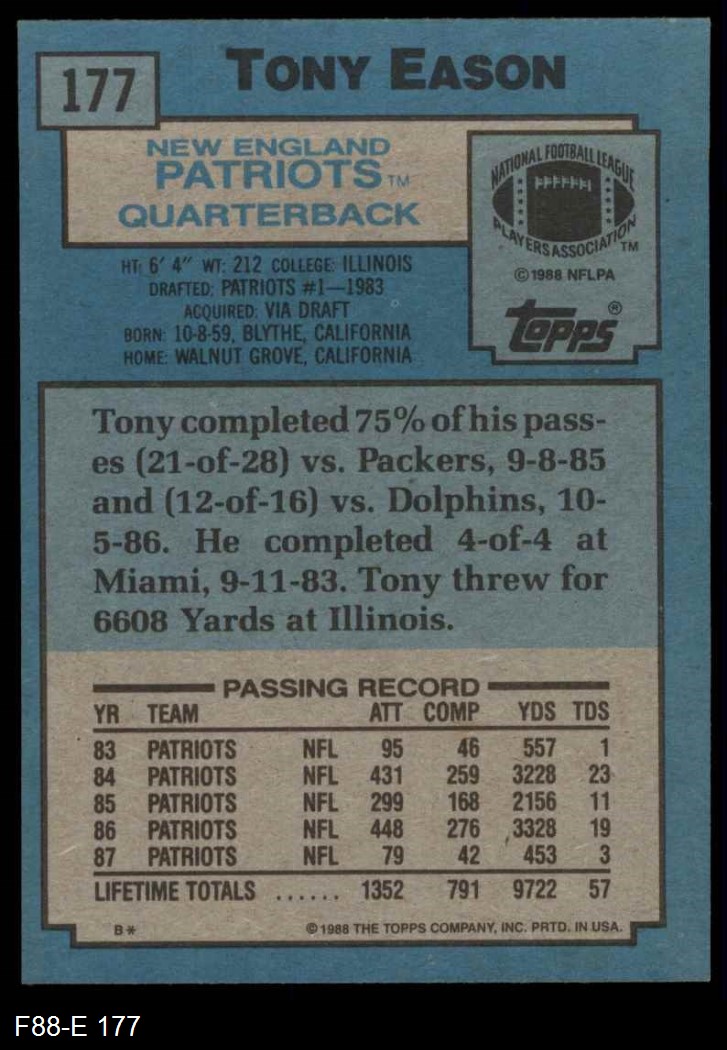 177
TONY EASON
NEW ENGLAND
PATRIOTS™
QUARTERBACK
NATIONAL FOOTBALL LEAGUE
PLAYERS ASSOCIATION™
©1988 NFLPA
topps®
HT: 6' 4" WT: 212 COLLEGE: ILLINOIS
DRAFTED: PATRIOTS #1—1983
ACQUIRED: VIA DRAFT
BORN: 10-8-59, BLYTHE, CALIFORNIA
HOME: WALNUT GROVE, CALIFORNIA
Tony completed 75% of his pass-
es (21-of-28) vs. Packers, 9-8-85
and (12-of-16) vs. Dolphins, 10-
5-86. He completed 4-of-4 at
Miami, 9-11-83. Tony threw for
6608 Yards at Illinois.
PASSING RECORD
YR TEAM ATT COMP YDS TDS
83 PATRIOTS NFL 95 46 557 1
84 PATRIOTS NFL 431 259 3228 23
85 PATRIOTS NFL 299 168 2156 11
86 PATRIOTS NFL 448 276 3328 19
87 PATRIOTS NFL 79 42 453 3
LIFETIME TOTALS ...... 1352 791 9722 57
B* ©1988 THE TOPPS COMPANY, INC. PRTD. IN USA.
F88-E 177